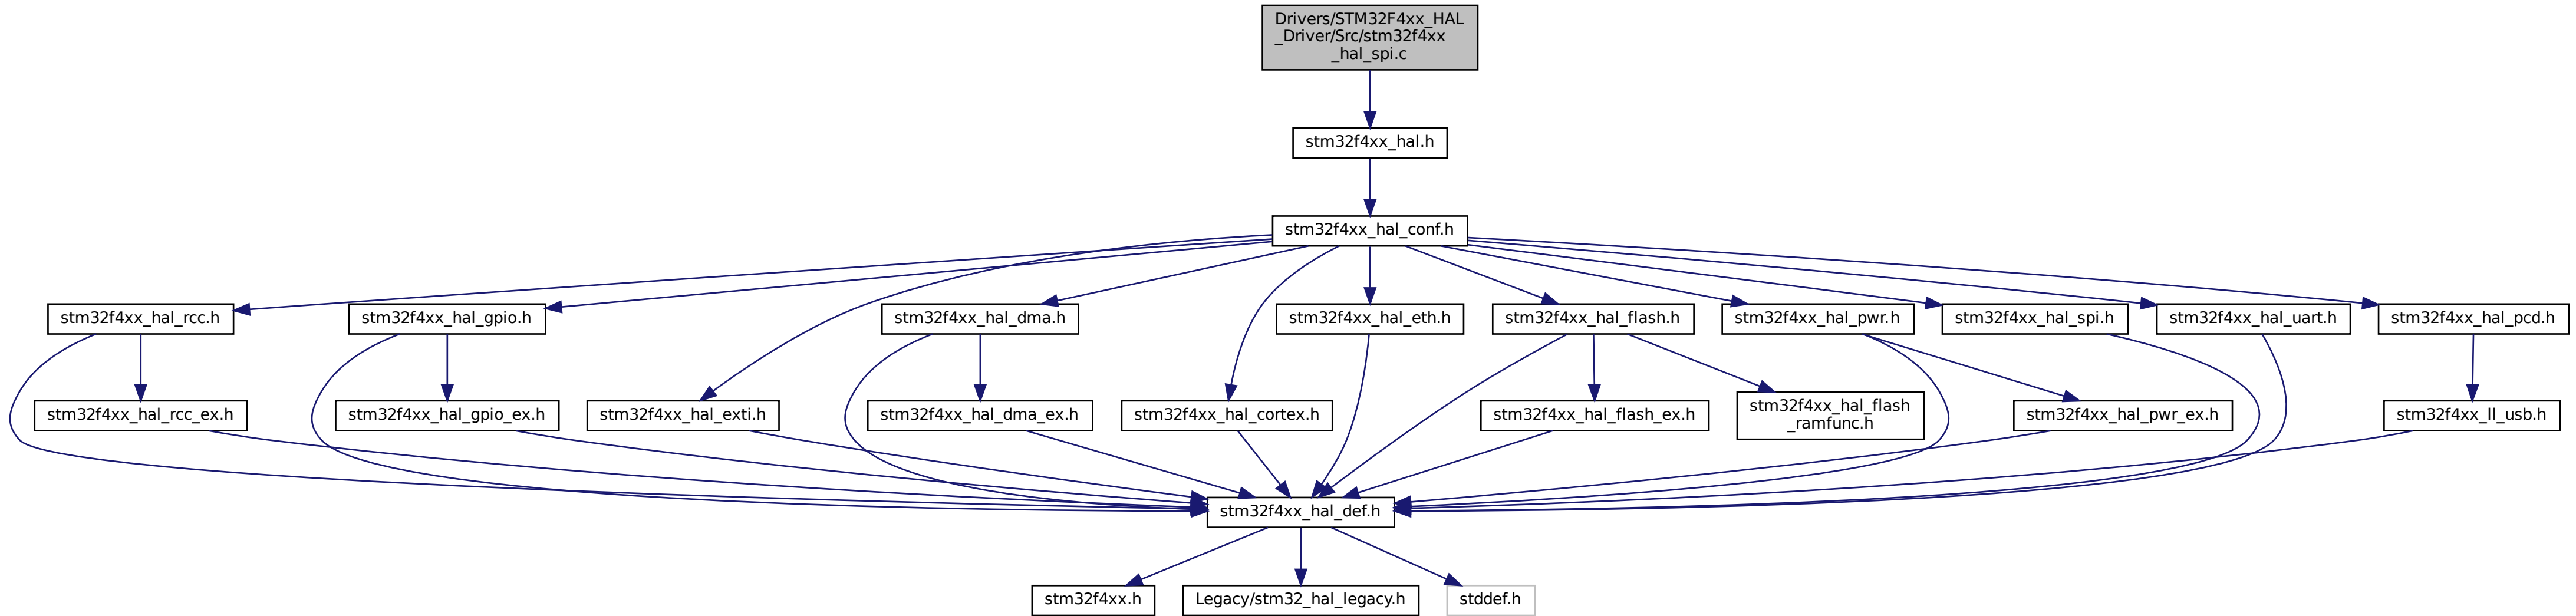 Drivers/STM32F4xx_HAL
_Driver/Src/stm32f4xx
_hal_spi.c
stm32f4xx_hal.h
stm32f4xx_hal_conf.h
stm32f4xx_hal_rcc.h
stm32f4xx_hal_gpio.h
stm32f4xx_hal_dma.h
stm32f4xx_hal_eth.h
stm32f4xx_hal_flash.h
stm32f4xx_hal_pwr.h
stm32f4xx_hal_spi.h
stm32f4xx_hal_uart.h
stm32f4xx_hal_pcd.h
stm32f4xx_hal_rcc_ex.h
stm32f4xx_hal_gpio_ex.h
stm32f4xx_hal_exti.h
stm32f4xx_hal_dma_ex.h
stm32f4xx_hal_cortex.h
stm32f4xx_hal_flash_ex.h
stm32f4xx_hal_flash
_ramfunc.h
stm32f4xx_hal_pwr_ex.h
stm32f4xx_ll_usb.h
stm32f4xx_hal_def.h
stm32f4xx.h
Legacy/stm32_hal_legacy.h
stddef.h